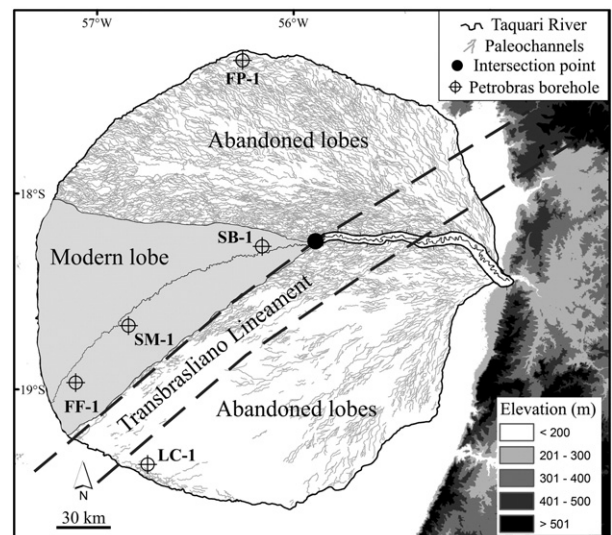 57°W
56°W
Taquari River
Paleochannels
Intersection point
Petrobras borehole
FP-1
Abandoned lobes
18°S
SB-1
Modern lobe
SM-1
Transbrasliano Lineament
19°S
FF-1
Abandoned lobes
LC-1
N
30 km
Elevation (m)
< 200
201 - 300
301 - 400
401 - 500
> 501